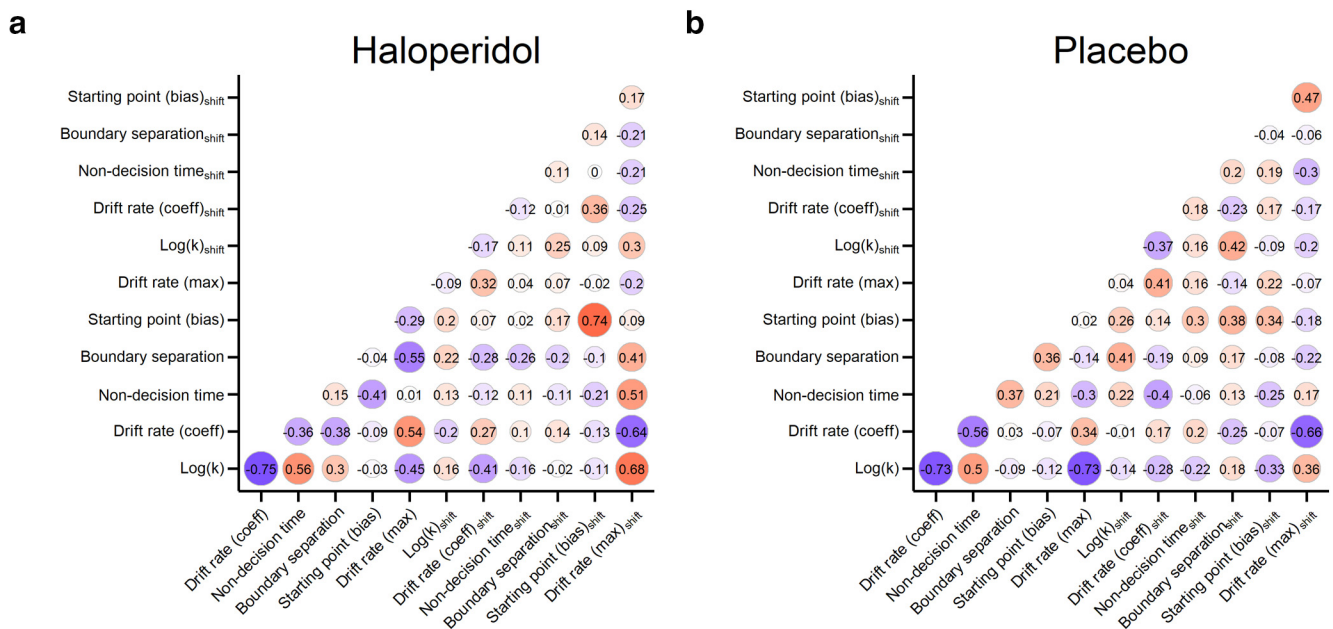 a
Haloperidol
Starting point (bias)shift 0.17
Boundary separationshift 0.14 -0.21
Non-decision timeshift 0.11 0 -0.21
Drift rate (coeff)shift -0.12 0.01 0.36 -0.25
Log(k)shift -0.17 0.11 0.25 0.09 0.3
Drift rate (max) -0.09 0.32 0.04 0.07 -0.02 -0.2
Starting point (bias) -0.29 0.2 0.07 0.02 0.17 0.74 0.09
Boundary separation -0.04 -0.55 0.22 -0.28 -0.26 -0.2 -0.1 0.41
Non-decision time 0.15 -0.41 0.01 0.13 -0.12 0.11 -0.11 -0.21 0.51
Drift rate (coeff) -0.36 -0.38 -0.09 0.54 -0.2 0.27 0.1 0.14 -0.13 -0.64
Log(k) -0.75 0.56 0.3 -0.03 -0.45 0.16 -0.41 -0.16 -0.02 -0.11 0.68
Drift rate (coeff)
Non-decision time
Boundary separation
Starting point (bias)
Drift rate (max)
Log(k)shift
Drift rate (coeff)shift
Non-decision timeshift
Boundary separationshift
Starting point (bias)shift
Drift rate (max)shift
b
Placebo
Starting point (bias)shift 0.47
Boundary separationshift -0.04 -0.06
Non-decision timeshift 0.2 0.19 -0.3
Drift rate (coeff)shift 0.18 -0.23 0.17 -0.17
Log(k)shift -0.37 0.16 0.42 -0.09 -0.2
Drift rate (max) 0.04 0.41 0.16 -0.14 0.22 -0.07
Starting point (bias) 0.02 0.26 0.14 0.3 0.38 0.34 -0.18
Boundary separation 0.36 -0.14 0.41 -0.19 0.09 0.17 -0.08 -0.22
Non-decision time 0.37 0.21 -0.3 0.22 -0.4 -0.06 0.13 -0.25 0.17
Drift rate (coeff) -0.56 0.03 -0.07 0.34 -0.01 0.17 0.2 -0.25 -0.07 -0.66
Log(k) -0.73 0.5 -0.09 -0.12 -0.73 -0.14 -0.28 -0.22 0.18 -0.33 0.36
Drift rate (coeff)
Non-decision time
Boundary separation
Starting point (bias)
Drift rate (max)
Log(k)shift
Drift rate (coeff)shift
Non-decision timeshift
Boundary separationshift
Starting point (bias)shift
Drift rate (max)shift